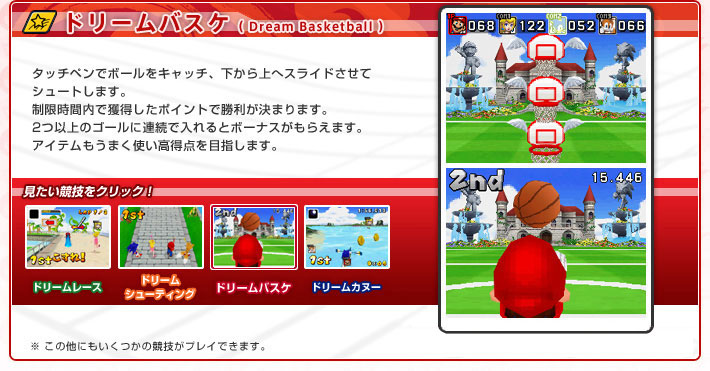 ドリームバスケ ( Dream Basketball )
タッチペンでボールをキャッチ、下から上へスライドさせて
シュートします。
制限時間内で獲得したポイントで勝利が決まります。
2つ以上のゴールに連続で入れるとボーナスがもらえます。
アイテムもうまく使い高得点を目指します。
068 COM1 122 COM2 052 COM3 066
2nd 15.446
見たい競技をクリック！
1st こすれ!
1st
2nd
1st
ドリームレース
ドリーム
シューティング
ドリームバスケ
ドリームカヌー
※ この他にもいくつかの競技がプレイできます。